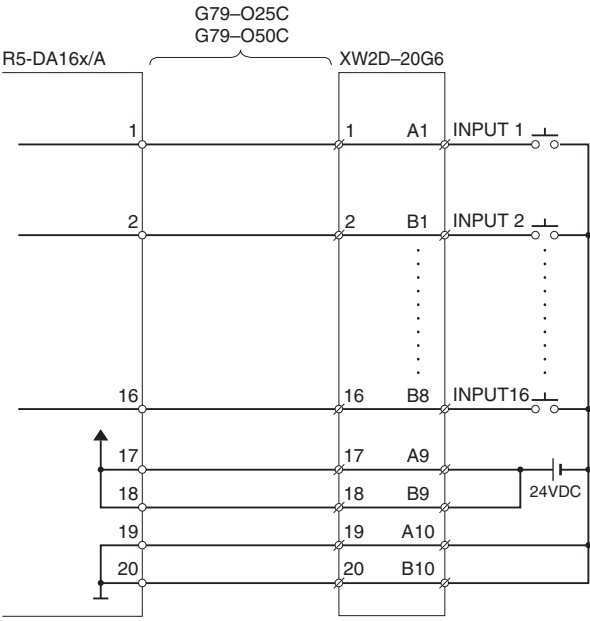 G79–O25C
G79–O50C
R5-DA16x/A XW2D–20G6
1 1 A1 INPUT 1
2 2 B1 INPUT 2
16 16 B8 INPUT16
17 17 A9
18 18 B9 24VDC
19 19 A10
20 20 B10